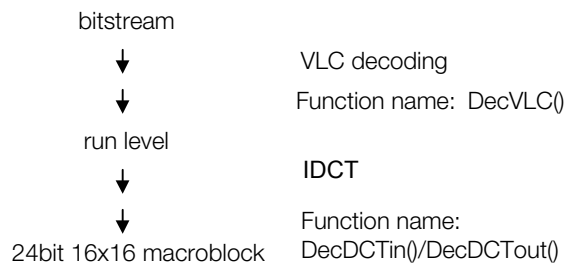 bitstream
VLC decoding
Function name: DecVLC()
run level
IDCT
Function name:
24bit 16x16 macroblock
DecDCTin()/DecDCTout()